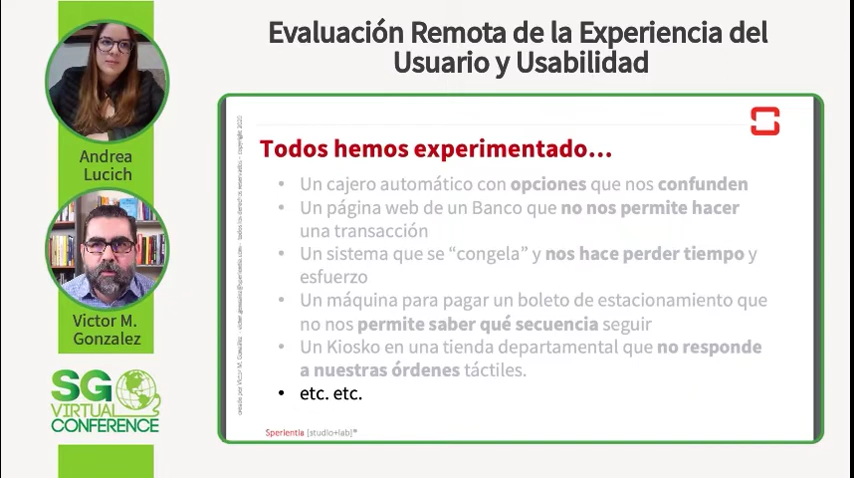 Evaluación Remota de la Experiencia del
Usuario y Usabilidad
Andrea
Lucich
Victor M.
Gonzalez
SG
VIRTUAL
CONFERENCE
Todos hemos experimentado...
• Un cajero automático con opciones que nos confunden
• Un página web de un Banco que no nos permite hacer
una transacción
• Un sistema que se “congela” y nos hace perder tiempo y
esfuerzo
• Un máquina para pagar un boleto de estacionamiento que
no nos permite saber qué secuencia seguir
• Un Kiosko en una tienda departamental que no responde
a nuestras órdenes táctiles.
• etc. etc.
Sperientia [studio+lab]®